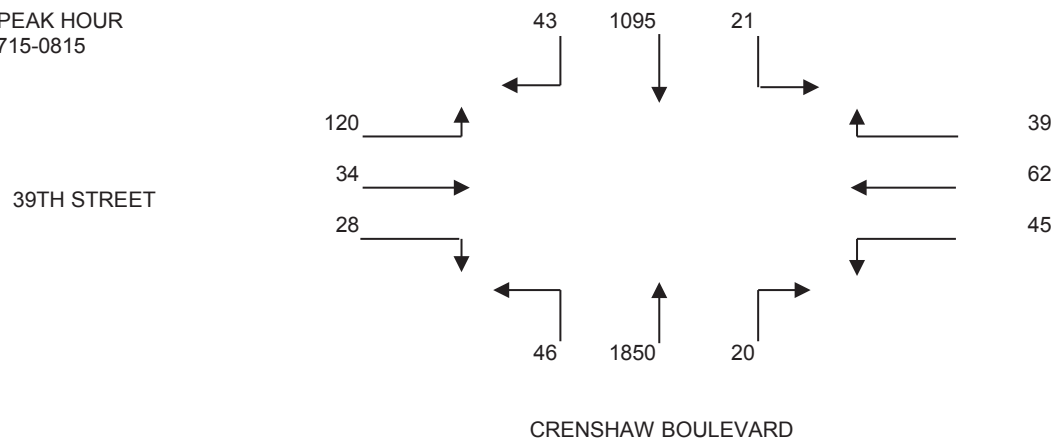 PEAK HOUR
715-0815
43 1095 21
120 39
34 62
39TH STREET
28 45
46 1850 20
CRENSHAW BOULEVARD